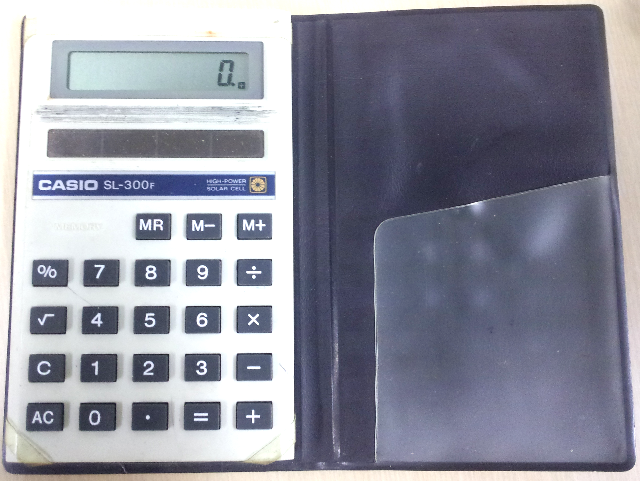 0.
CASIO SL-300F HIGH-POWER
SOLAR CELL
MR M- M+
% 7 8 9 ÷
√ 4 5 6 ×
C 1 2 3 −
AC 0 · = +